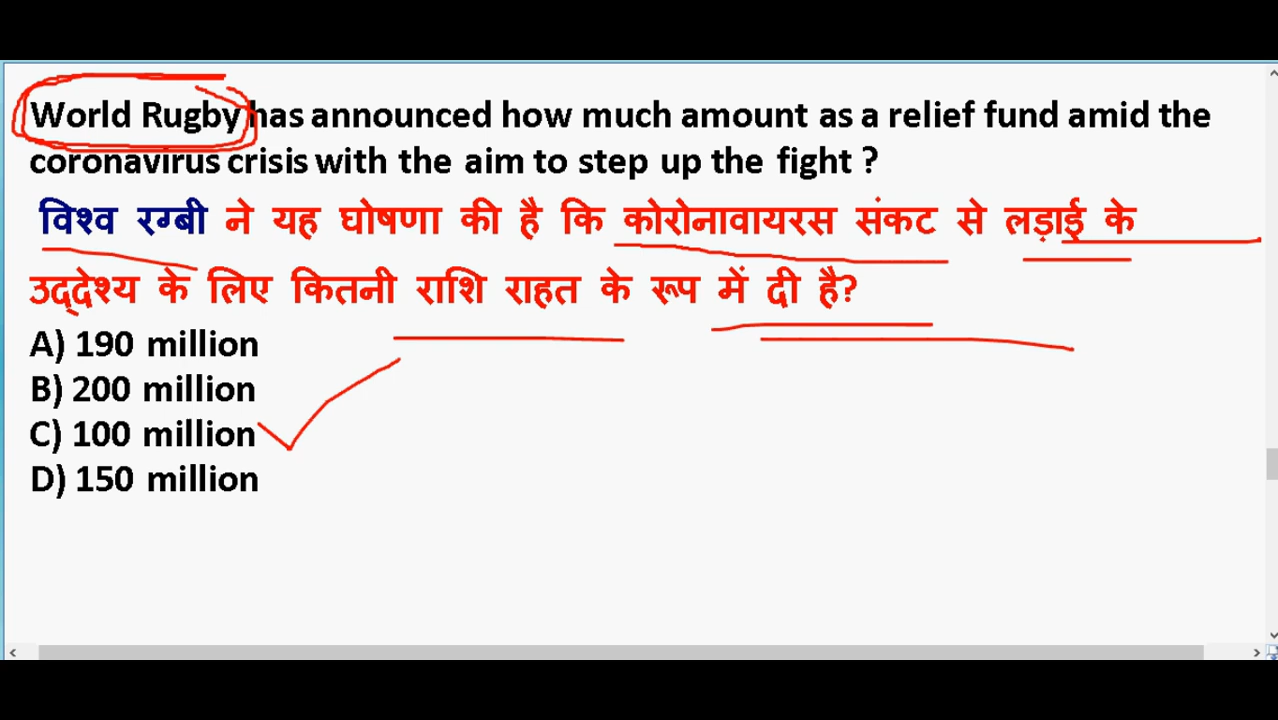 World Rugby has announced how much amount as a relief fund amid the
coronavirus crisis with the aim to step up the fight ?
विश्व रग्बी ने यह घोषणा की है कि कोरोनावायरस संकट से लड़ाई के
उद्देश्य के लिए कितनी राशि राहत के रूप में दी है?
A) 190 million
B) 200 million
C) 100 million
D) 150 million